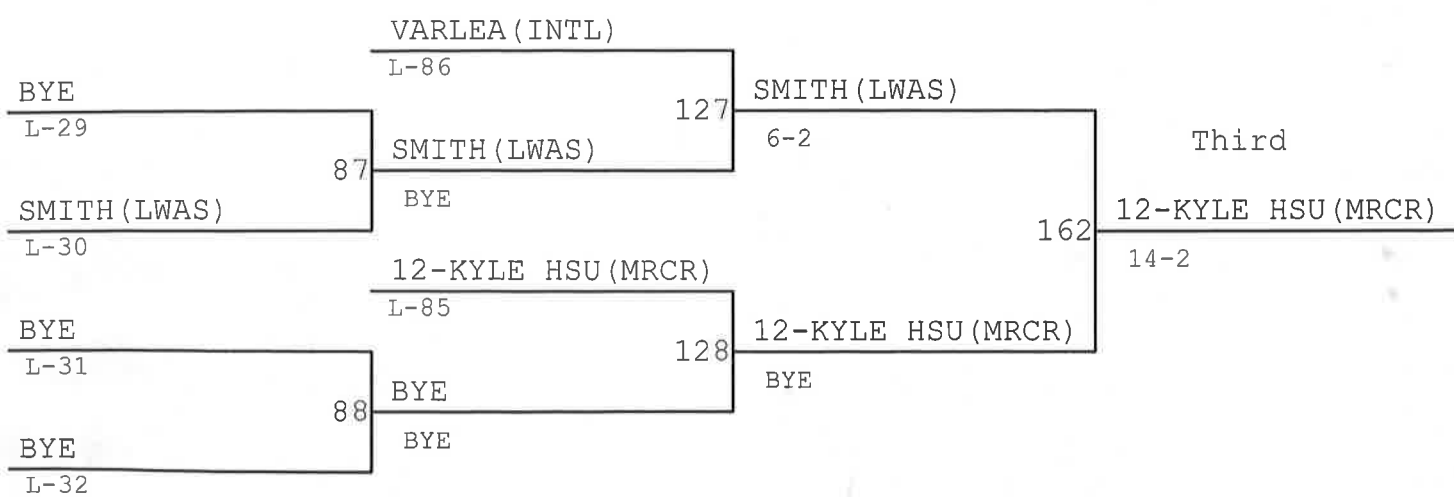 VARLEA(INTL)
L-86
BYE
L-29
127
SMITH(LWAS)
6-2
87
SMITH(LWAS)
BYE
Third
SMITH(LWAS)
L-30
162
12-KYLE HSU(MRCR)
14-2
12-KYLE HSU(MRCR)
L-85
BYE
L-31
128
12-KYLE HSU(MRCR)
BYE
88
BYE
BYE
BYE
L-32